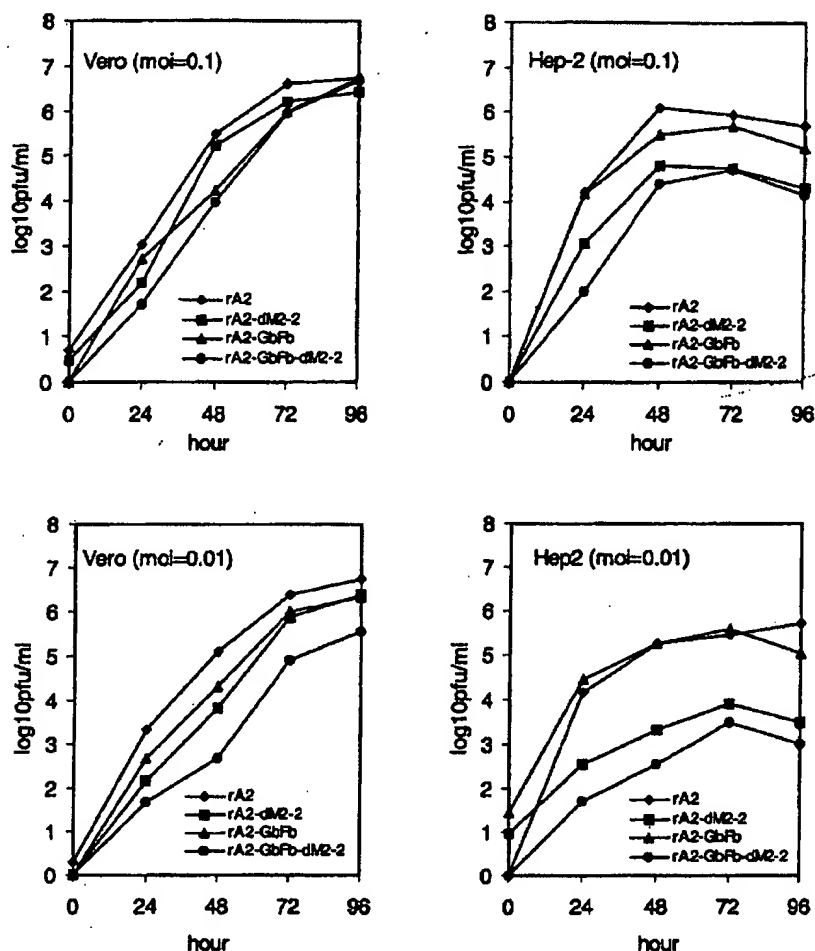 Vero (moi=0.1)
log10pfu/ml
8
7
6
5
4
3
2
1
0
rA2
rA2-dM2-2
rA2-GbFb
rA2-GbFb-dM2-2
0 24 48 72 96
hour
Hep-2 (moi=0.1)
log10pfu/ml
8
7
6
5
4
3
2
1
0
rA2
rA2-dM2-2
rA2-GbFb
rA2-GbFb-dM2-2
0 24 48 72 96
hour
Vero (moi=0.01)
log10pfu/ml
8
7
6
5
4
3
2
1
0
rA2
rA2-dM2-2
rA2-GbFb
rA2-GbFb-dM2-2
0 24 48 72 96
hour
Hep2 (moi=0.01)
log10pfu/ml
8
7
6
5
4
3
2
1
0
rA2
rA2-dM2-2
rA2-GbFb
rA2-GbFb-dM2-2
0 24 48 72 96
hour